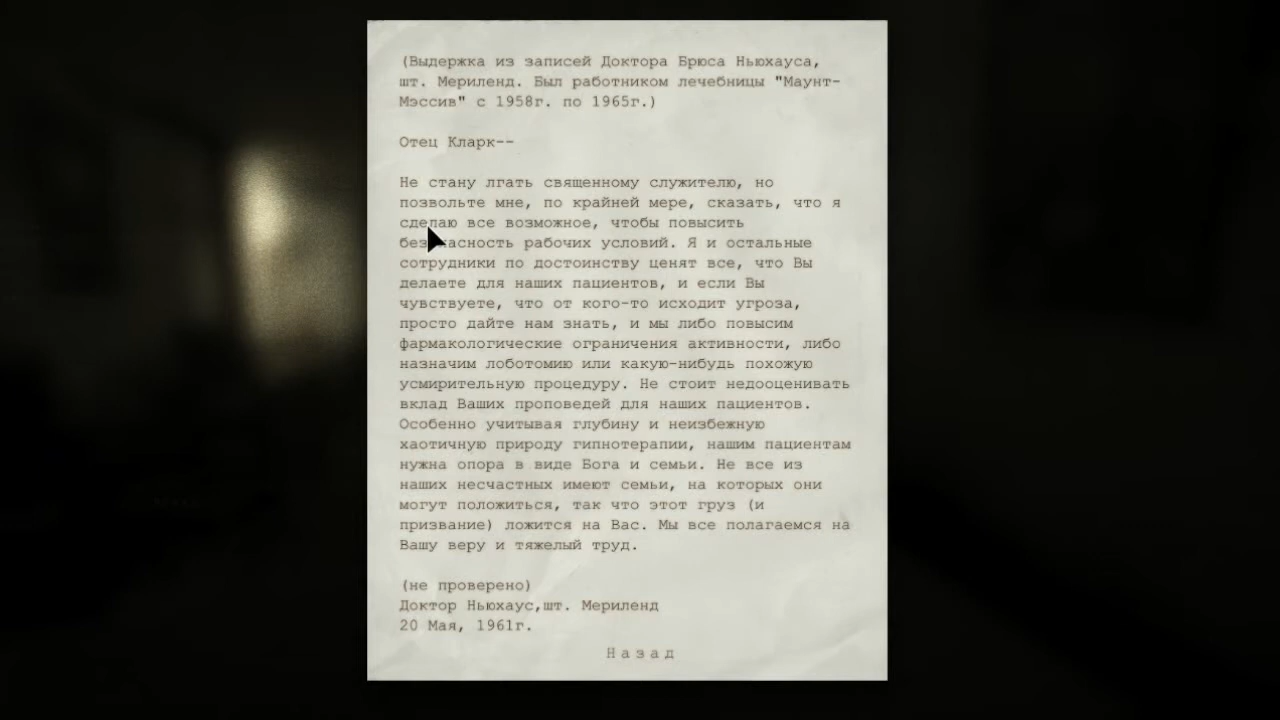 (Выдержка из записей Доктора Брюса Ньюхауса,
шт. Мериленд. Был работником лечебницы "Маунт-
Мэссив" с 1958г. по 1965г.)
Отец Кларк--
Не стану лгать священному служителю, но
позвольте мне, по крайней мере, сказать, что я
сделаю все возможное, чтобы повысить
безопасность рабочих условий. Я и остальные
сотрудники по достоинству ценят все, что Вы
делаете для наших пациентов, и если Вы
чувствуете, что от кого-то исходит угроза,
просто дайте нам знать, и мы либо повысим
фармакологические ограничения активности, либо
назначим лоботомию или какую-нибудь похожую
усмирительную процедуру. Не стоит недооценивать
вклад Ваших проповедей для наших пациентов.
Особенно учитывая глубину и неизбежную
хаотичную природу гипнотерапии, нашим пациентам
нужна опора в виде Бога и семьи. Не все из
наших несчастных имеют семьи, на которых они
могут положиться, так что этот груз (и
призвание) ложится на Вас. Мы все полагаемся на
Вашу веру и тяжелый труд.
(не проверено)
Доктор Ньюхаус,шт. Мериленд
20 Мая, 1961г.
Назад